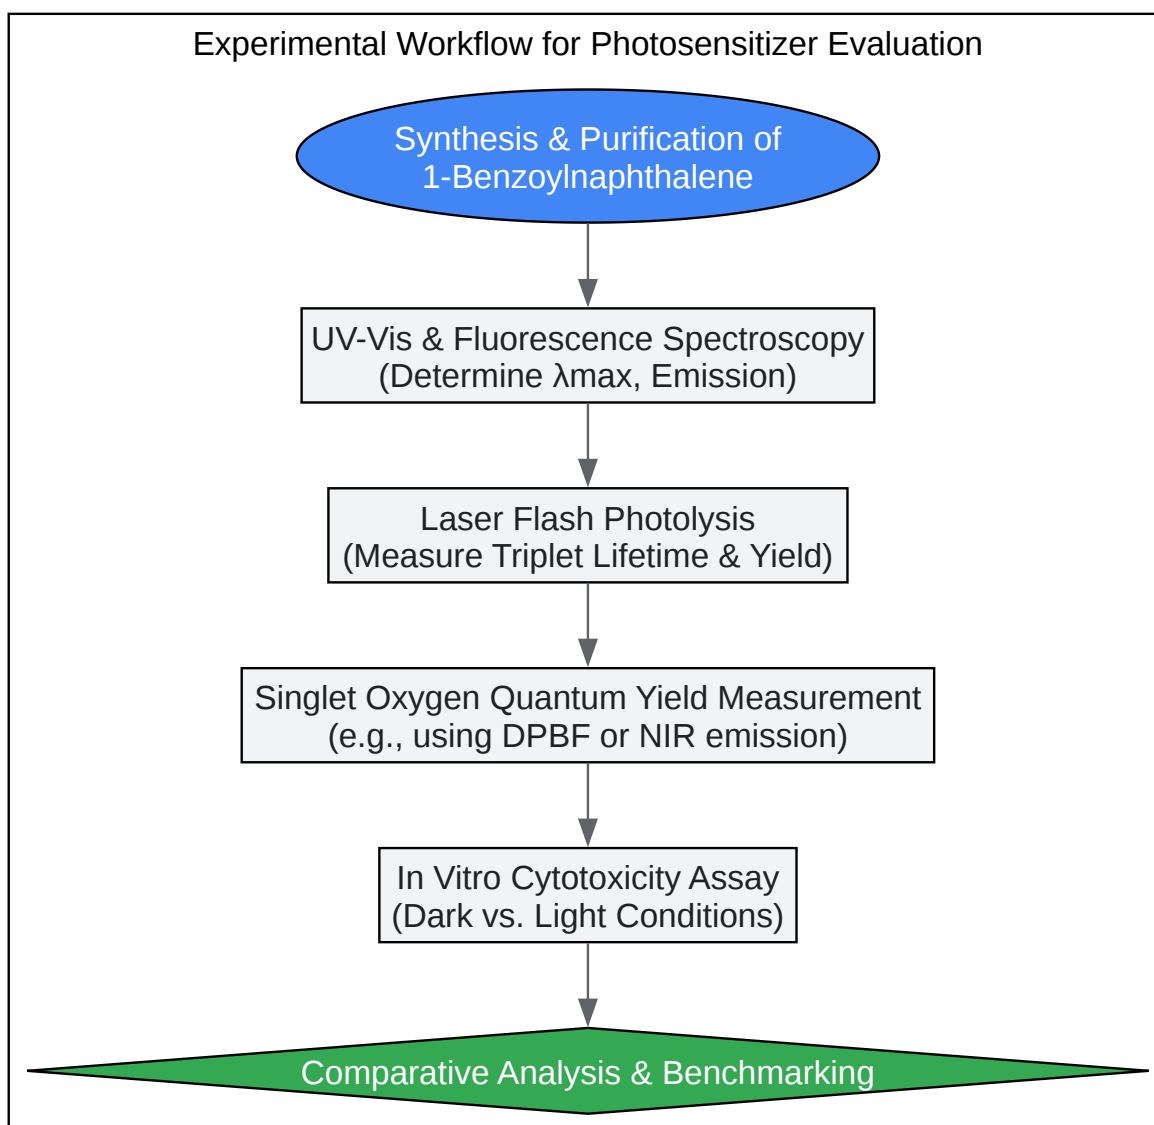 Experimental Workflow for Photosensitizer Evaluation
Synthesis & Purification of
1-Benzoylnaphthalene
UV-Vis & Fluorescence Spectroscopy
(Determine λmax, Emission)
Laser Flash Photolysis
(Measure Triplet Lifetime & Yield)
Singlet Oxygen Quantum Yield Measurement
(e.g., using DPBF or NIR emission)
In Vitro Cytotoxicity Assay
(Dark vs. Light Conditions)
Comparative Analysis & Benchmarking